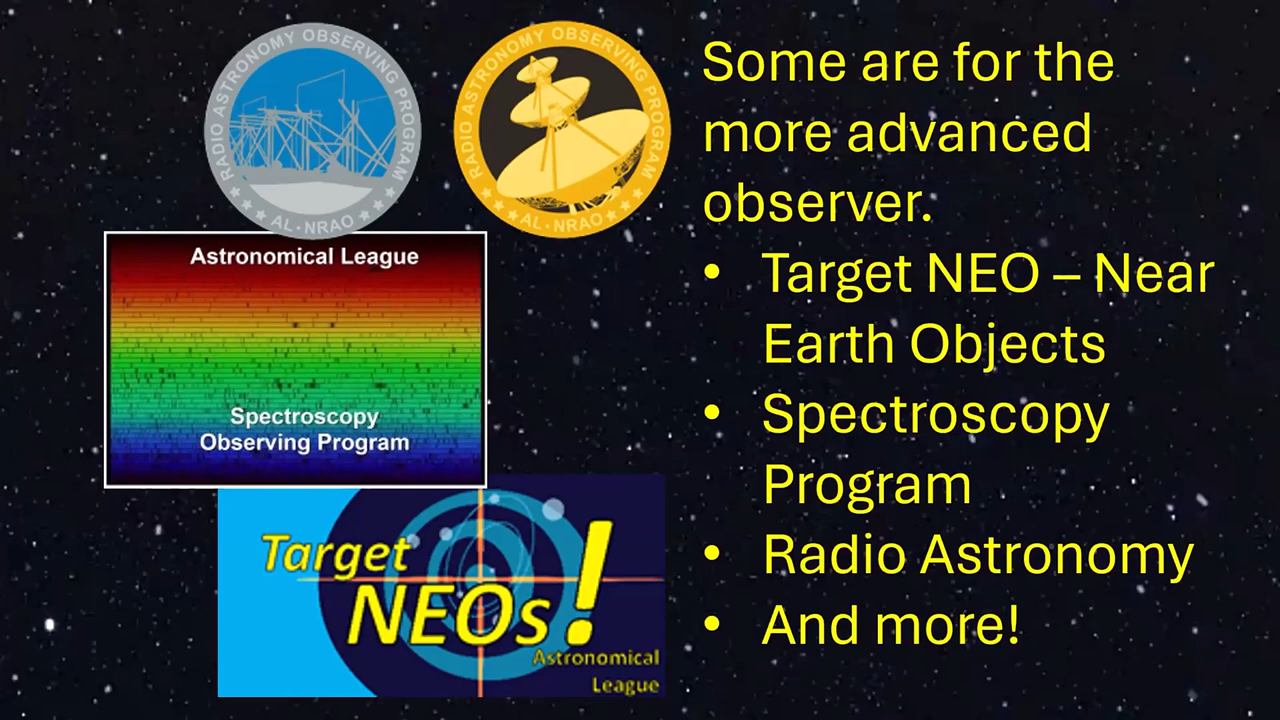 RADIO ASTRONOMY OBSERVING PROGRAM
AL · NRAO
RADIO ASTRONOMY OBSERVING PROGRAM
AL · NRAO
Astronomical League
Spectroscopy
Observing Program
Target
NEOs!
Astronomical
League
Some are for the
more advanced
observer.
• Target NEO – Near
Earth Objects
• Spectroscopy
Program
• Radio Astronomy
• And more!